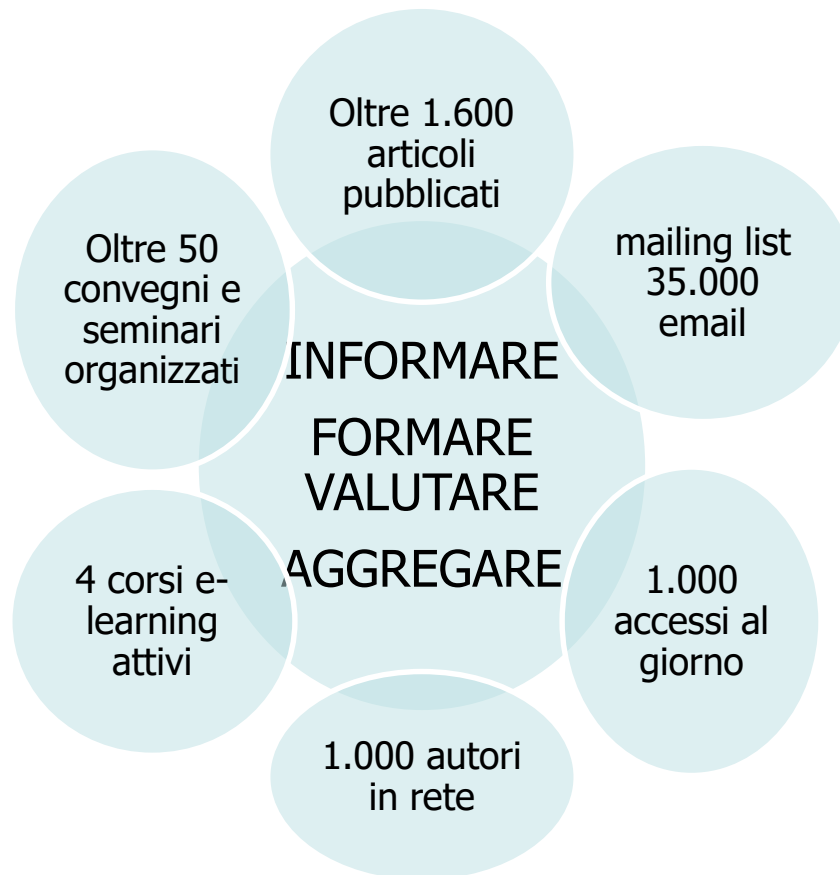 Oltre 1.600
articoli
pubblicati
mailing list
35.000
email
1.000
accessi al
giorno
1.000 autori
in rete
4 corsi e-
learning
attivi
Oltre 50
convegni e
seminari
organizzati
INFORMARE
FORMARE
VALUTARE
AGGREGARE